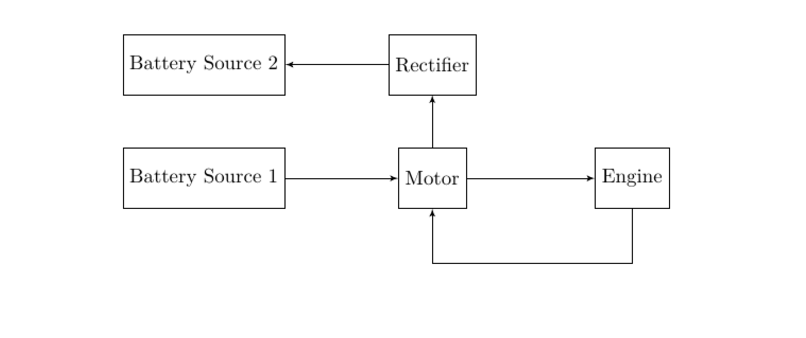 Battery Source 2
Rectifier
Battery Source 1
Motor
Engine